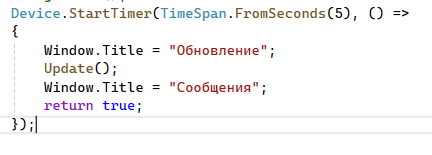 Device.StartTimer(TimeSpan.FromSeconds(5), () =>
{
    Window.Title = "Обновление";
    Update();
    Window.Title = "Сообщения";
    return true;
});